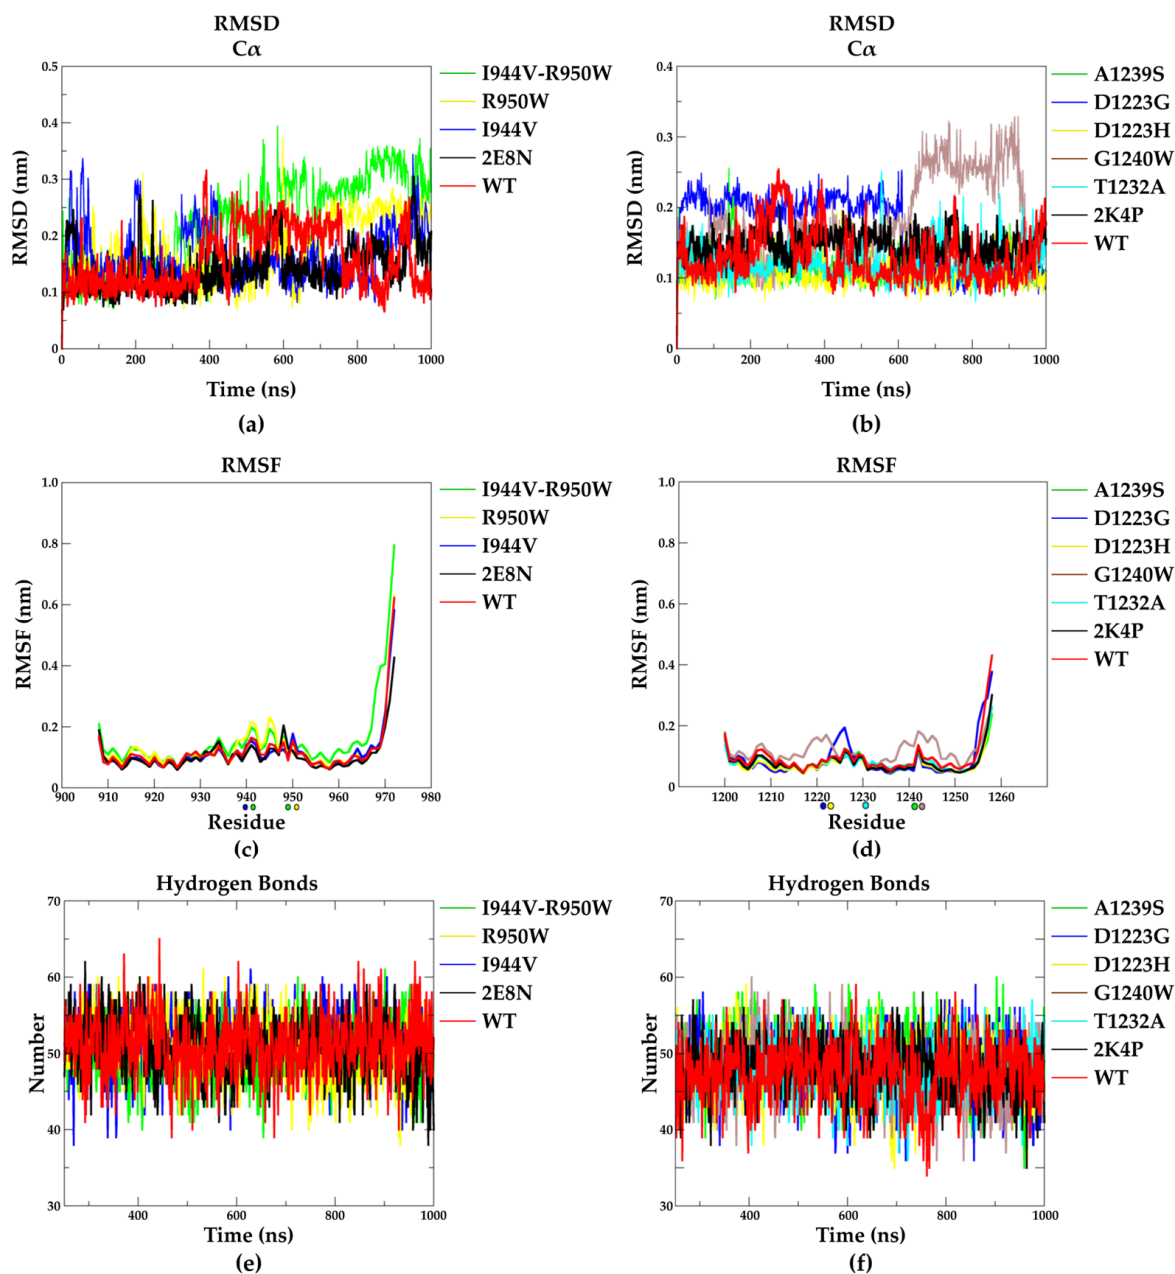 RMSD
Cα
0.5
0.4
0.3
0.2
0.1
0
RMSD (nm)
0 200 400 600 800 1000
Time (ns)
I944V-R950W
R950W
I944V
2E8N
WT
(a)
RMSD
Cα
0.4
0.3
0.2
0.1
0
RMSD (nm)
0 200 400 600 800 1000
Time (ns)
A1239S
D1223G
D1223H
G1240W
T1232A
2K4P
WT
(b)
RMSF
1.0
0.8
0.6
0.4
0.2
0
RMSF (nm)
900 910 920 930 940 950 960 970 980
Residue
I944V-R950W
R950W
I944V
2E8N
WT
(c)
RMSF
1.0
0.8
0.6
0.4
0.2
0
RMSF (nm)
1200 1210 1220 1230 1240 1250 1260
Residue
A1239S
D1223G
D1223H
G1240W
T1232A
2K4P
WT
(d)
Hydrogen Bonds
70
60
50
40
30
Number
400 600 800 1000
Time (ns)
I944V-R950W
R950W
I944V
2E8N
WT
(e)
Hydrogen Bonds
70
60
50
40
30
Number
400 600 800 1000
Time (ns)
A1239S
D1223G
D1223H
G1240W
T1232A
2K4P
WT
(f)